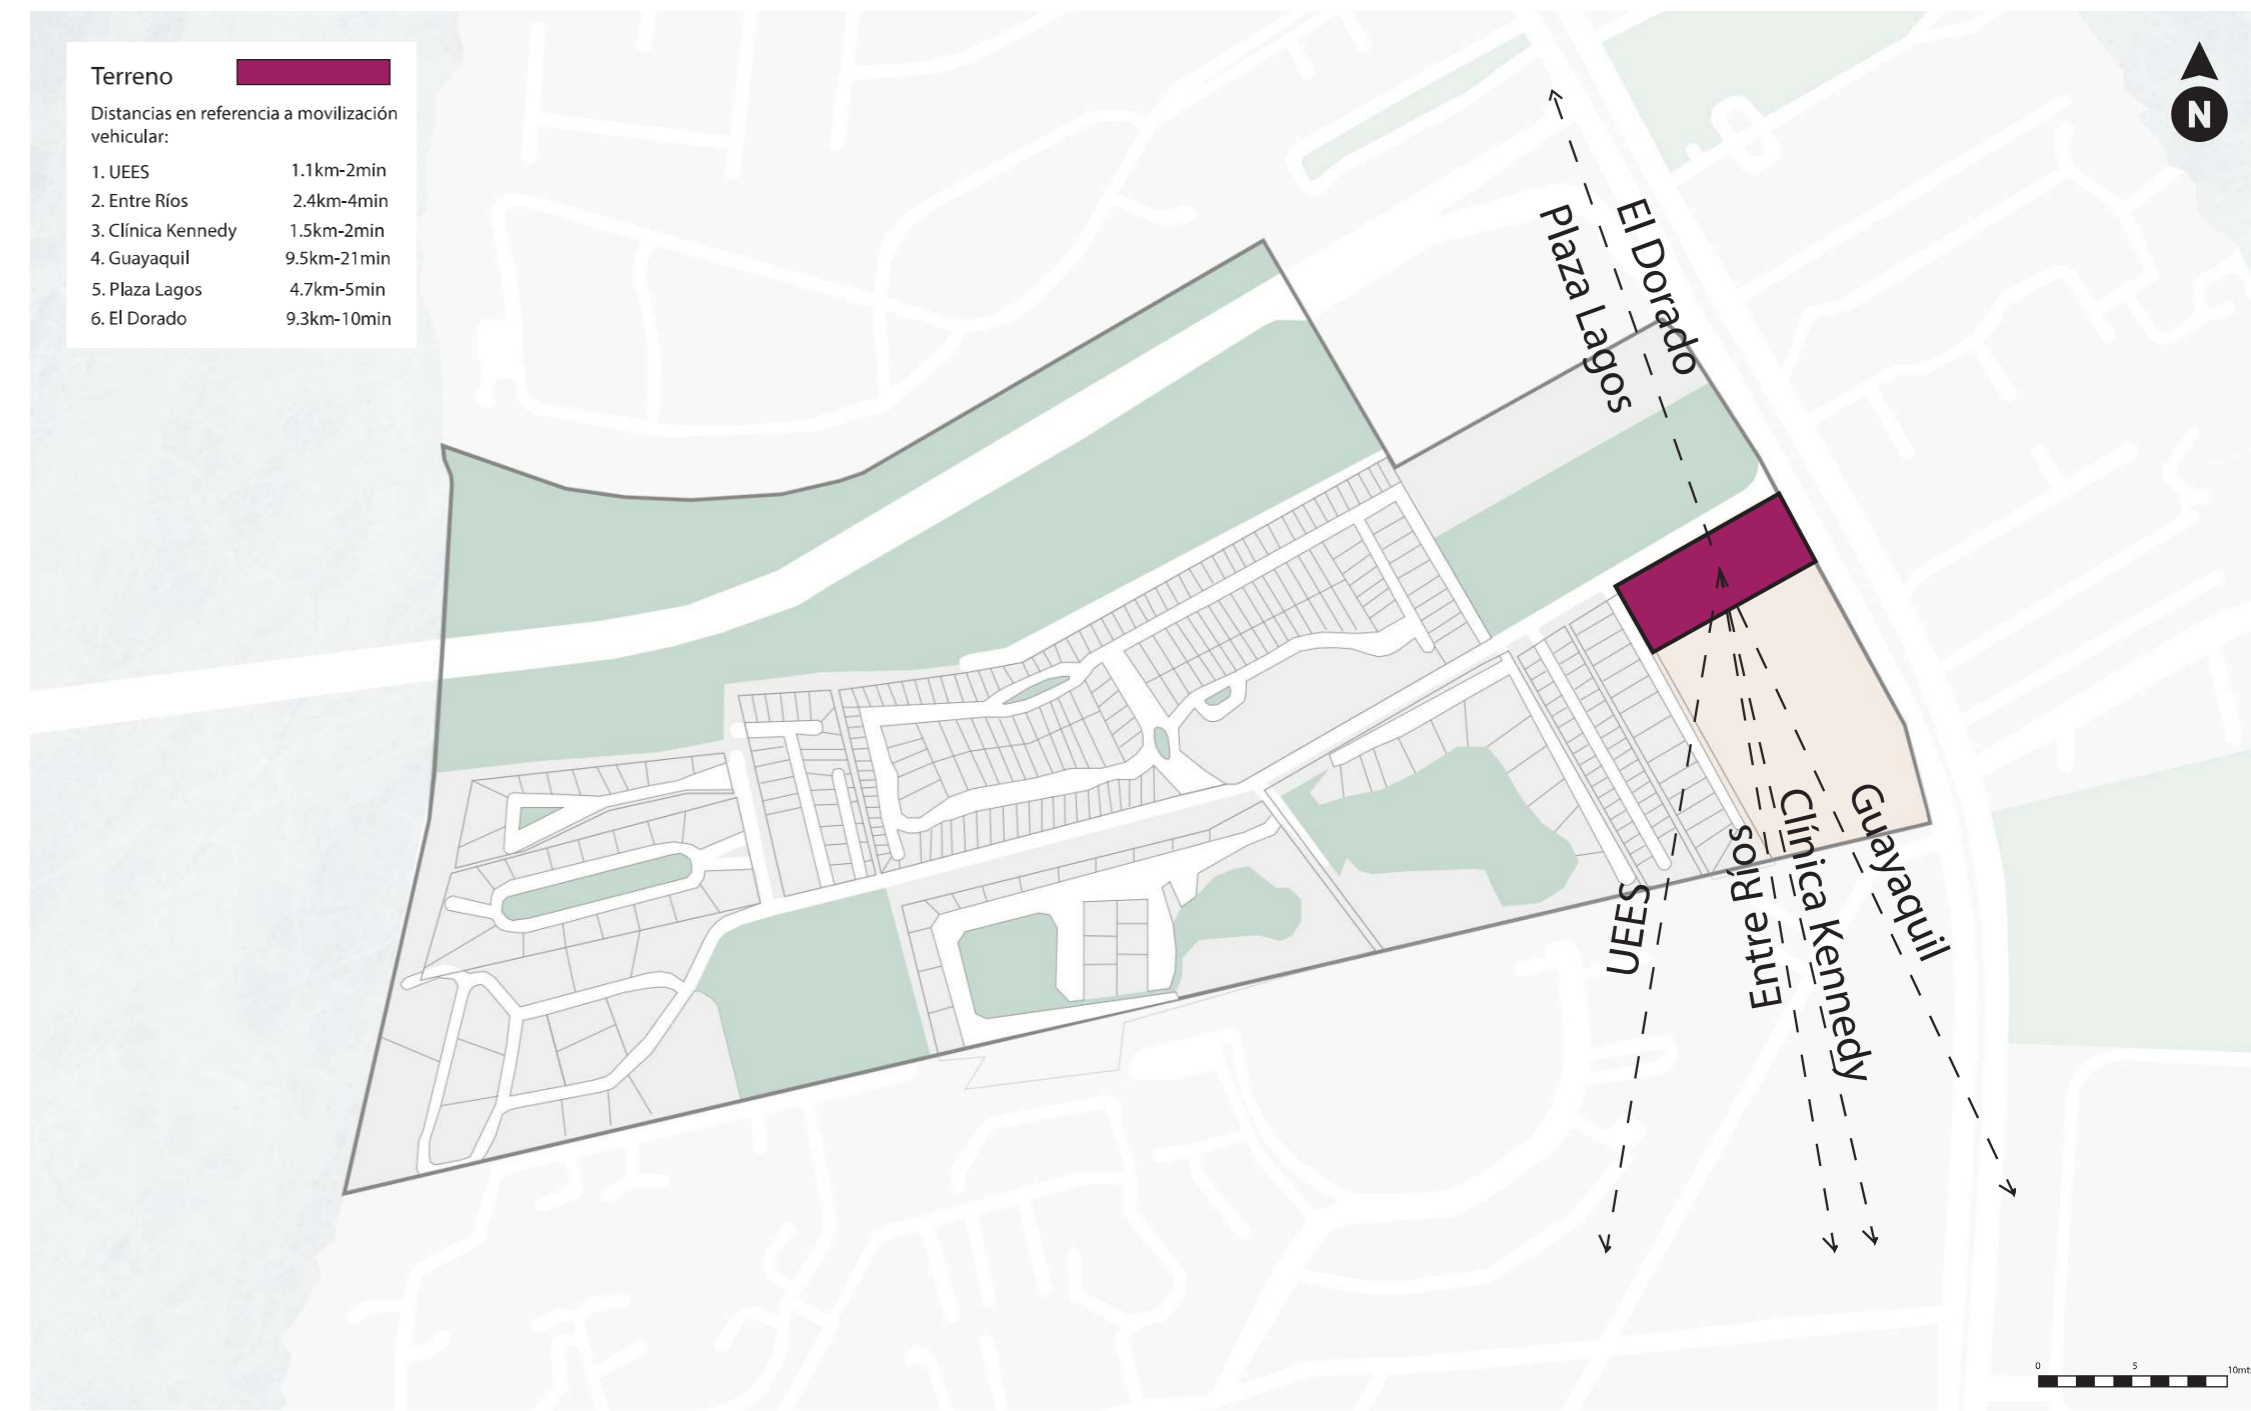 Terreno
Distancias en referencia a movilización
vehicular:
1. UEES 1.1km-2min
2. Entre Ríos 2.4km-4min
3. Clínica Kennedy 1.5km-2min
4. Guayaquil 9.5km-21min
5. Plaza Lagos 4.7km-5min
6. El Dorado 9.3km-10min
N
El Dorado
Plaza Lagos
UEES
Entre Ríos
Clínica Kennedy
Guayaquil
0 5 10mt